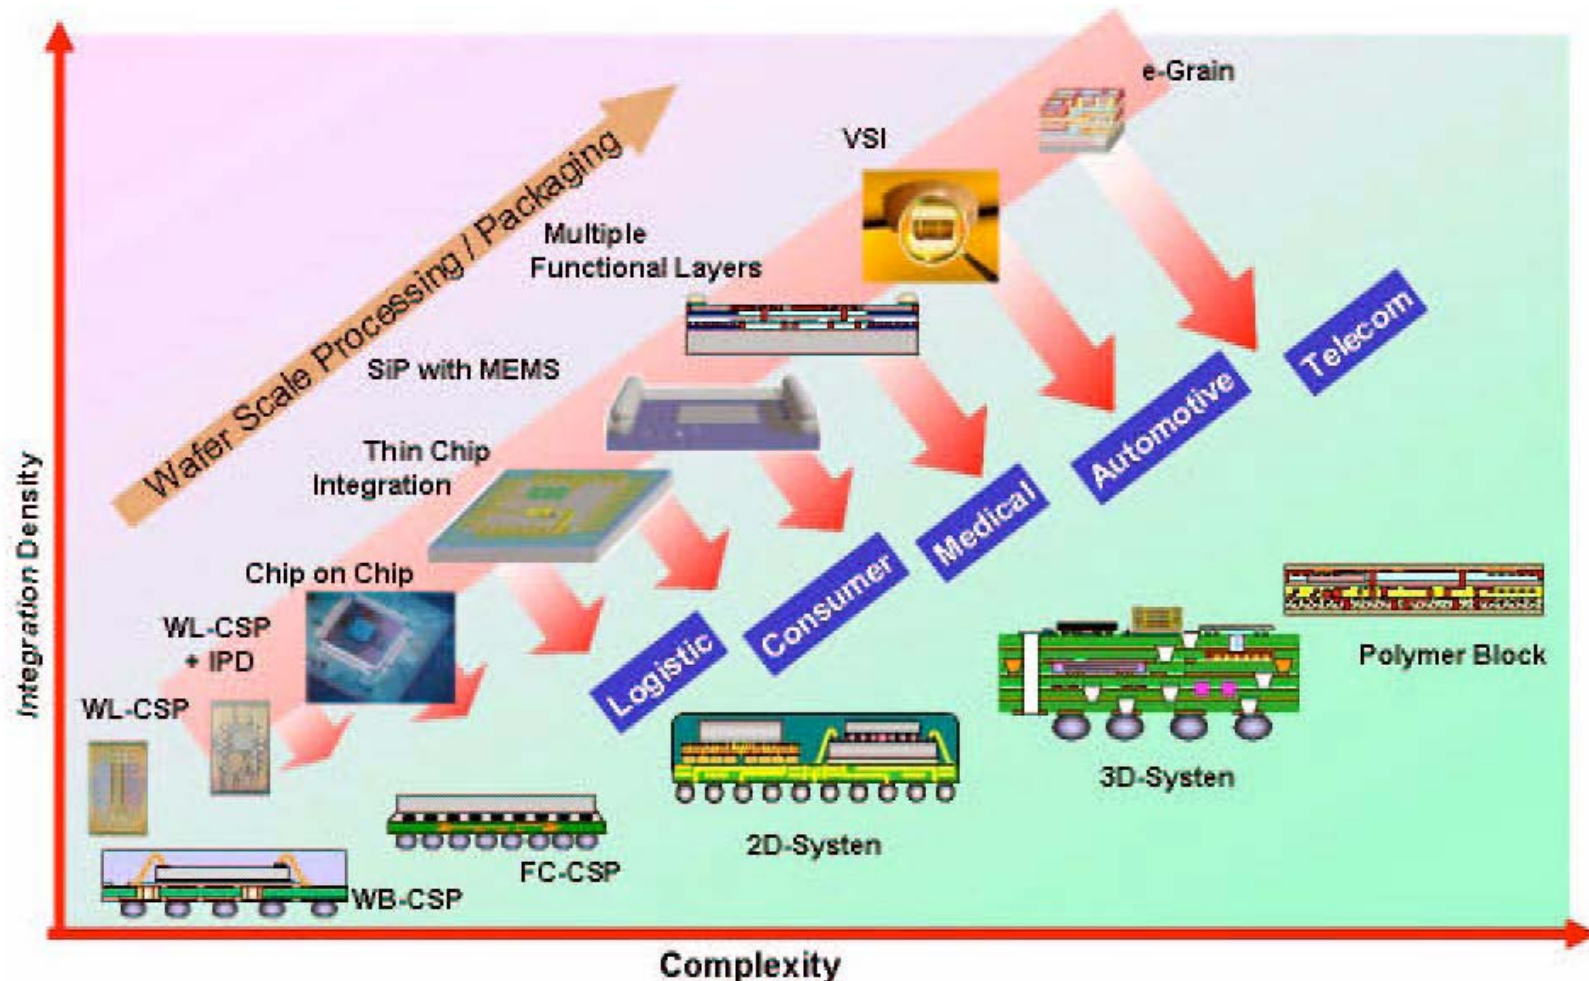 e-Grain
VSI
Multiple
Functional Layers
Wafer Scale Processing / Packaging
SiP with MEMS
Thin Chip
Integration
Chip on Chip
WL-CSP
+ IPD
WL-CSP
Telecom
Automotive
Medical
Consumer
Logistic
Polymer Block
3D-Systen
2D-Systen
FC-CSP
WB-CSP
Integration Density
Complexity